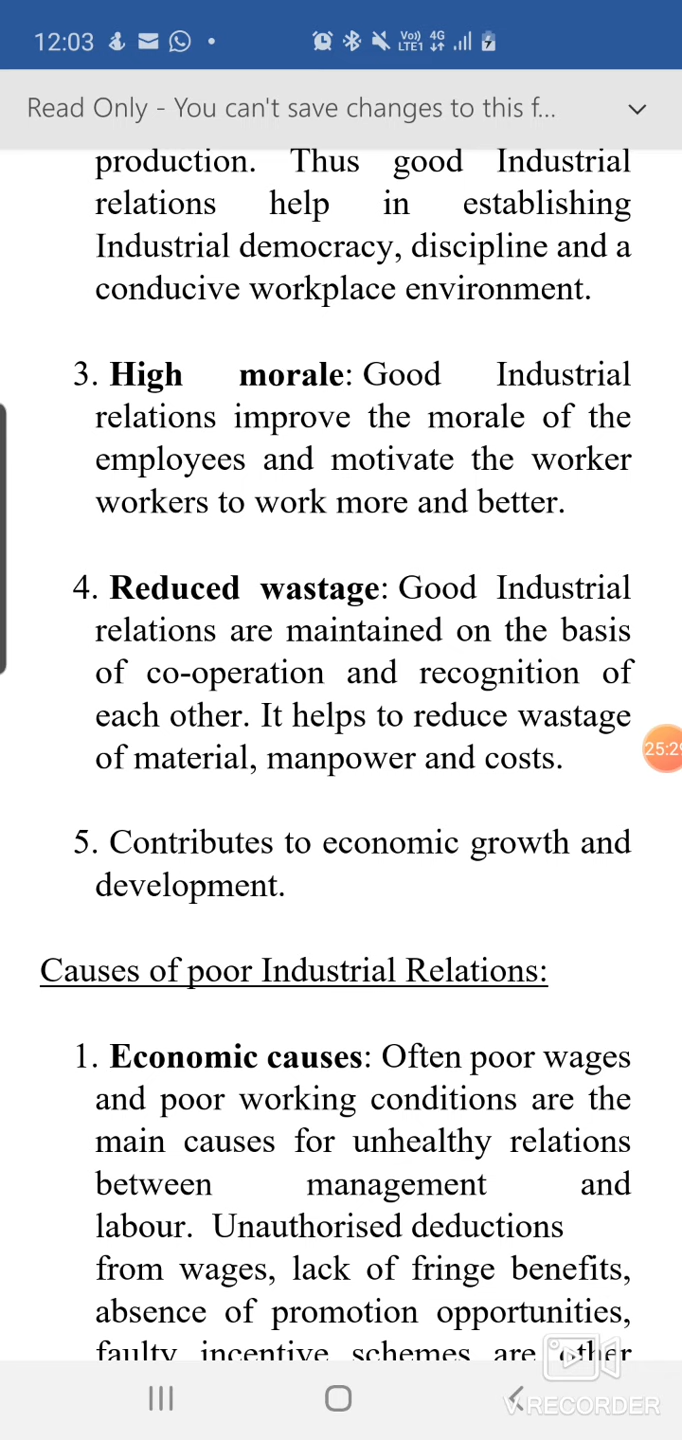 12:03
Vo)) 4G
LTE1
Read Only - You can't save changes to this f...
production. Thus good Industrial
relations help in establishing
Industrial democracy, discipline and a
conducive workplace environment.
3. High morale: Good Industrial
relations improve the morale of the
employees and motivate the worker
workers to work more and better.
4. Reduced wastage: Good Industrial
relations are maintained on the basis
of co-operation and recognition of
each other. It helps to reduce wastage
of material, manpower and costs.
25:29
5. Contributes to economic growth and
development.
Causes of poor Industrial Relations:
1. Economic causes: Often poor wages
and poor working conditions are the
main causes for unhealthy relations
between management and
labour. Unauthorised deductions
from wages, lack of fringe benefits,
absence of promotion opportunities,
faulty incentive schemes are other
V RECORDER